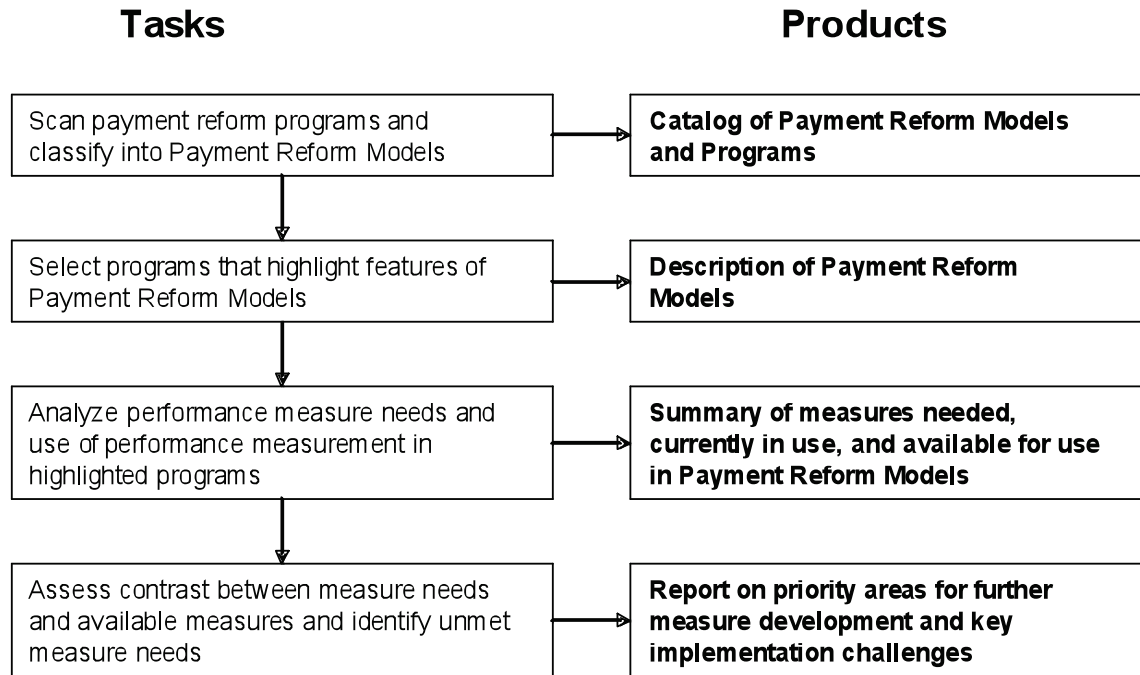 Tasks
Products
Scan payment reform programs and
classify into Payment Reform Models
Catalog of Payment Reform Models
and Programs
Select programs that highlight features of
Payment Reform Models
Description of Payment Reform
Models
Analyze performance measure needs and
use of performance measurement in
highlighted programs
Summary of measures needed,
currently in use, and available for use
in Payment Reform Models
Assess contrast between measure needs
and available measures and identify unmet
measure needs
Report on priority areas for further
measure development and key
implementation challenges